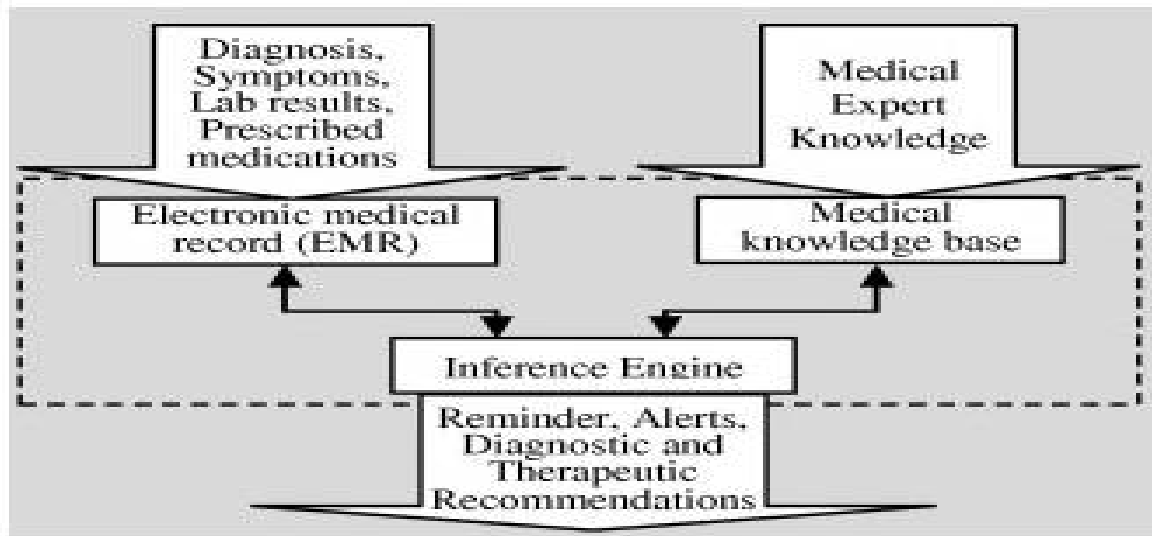 Diagnosis,
Symptoms,
Lab results,
Prescribed
medications
Medical
Expert
Knowledge
Electronic medical
record (EMR)
Medical
knowledge base
Inference Engine
Reminder, Alerts,
Diagnostic and
Therapeutic
Recommendations